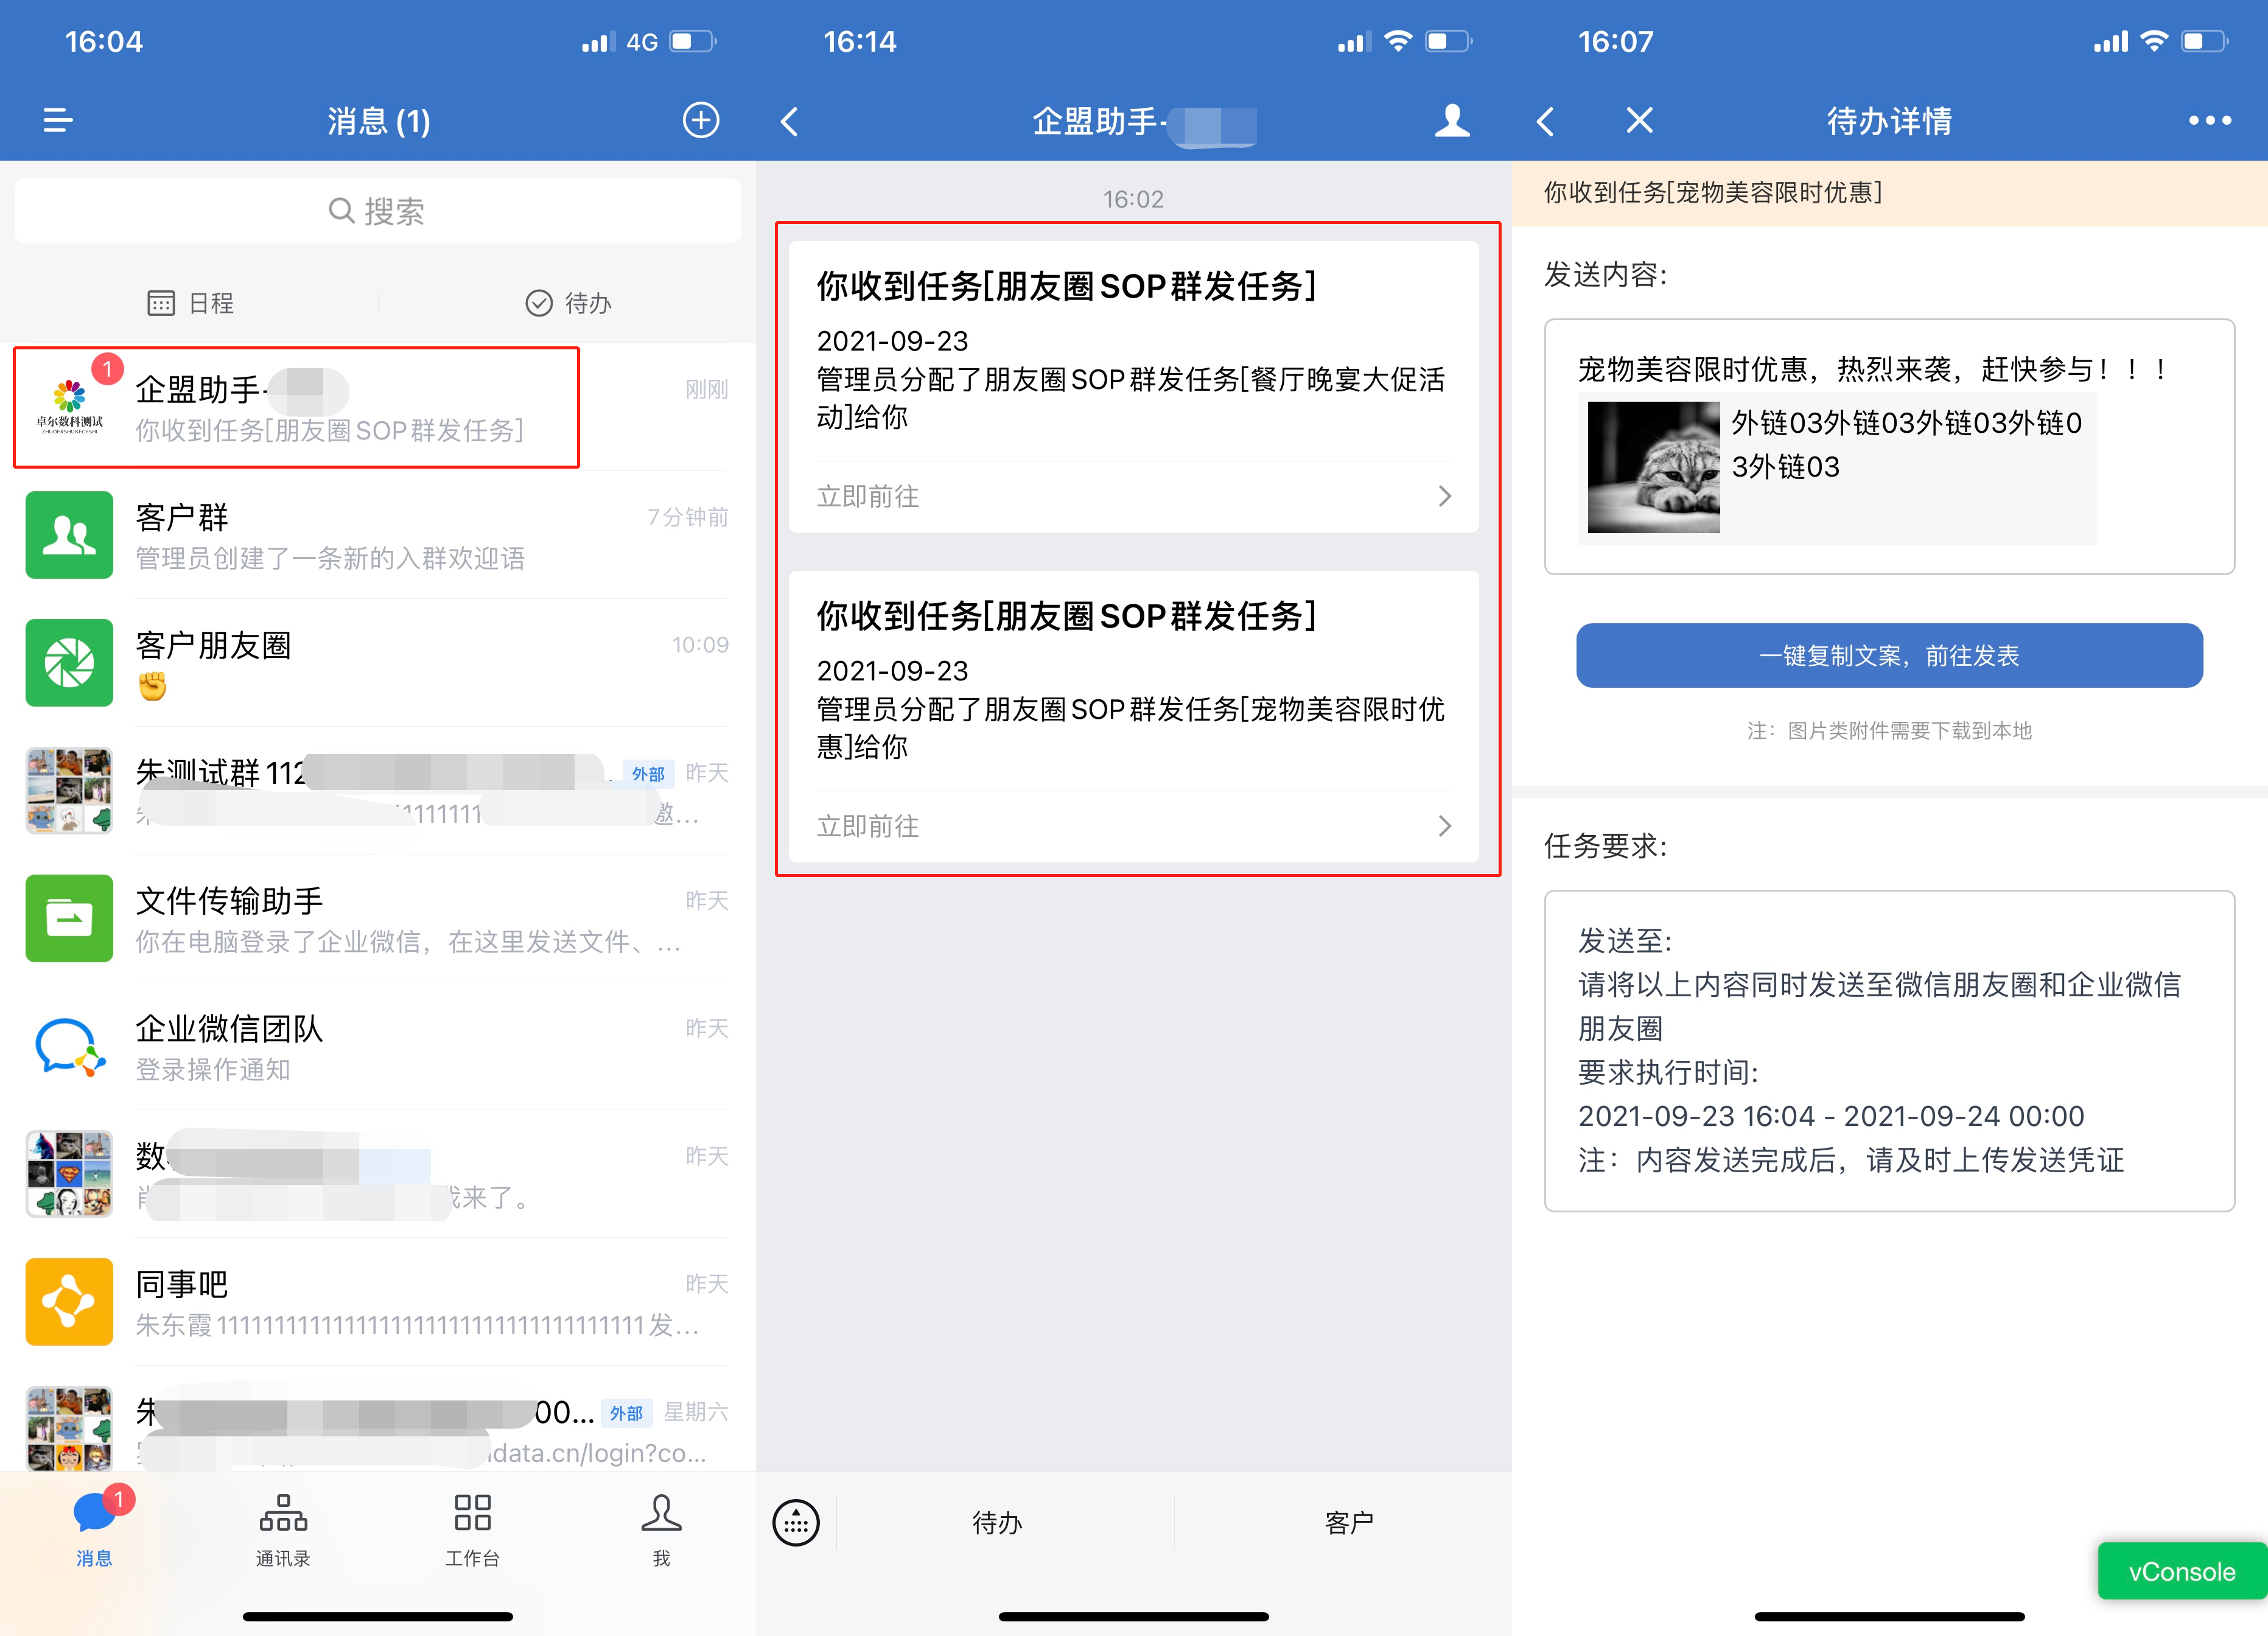 16:04
4G
消息 (1)
搜索
日程
待办
1
卓尔数科测试
ZHUOERSHUKECESHI
企盟助手-
刚刚
你收到任务[朋友圈SOP群发任务]
客户群
7分钟前
管理员创建了一条新的入群欢迎语
客户朋友圈
10:09
朱测试群112
外部
昨天
1111111
邀...
文件传输助手
昨天
你在电脑登录了企业微信，在这里发送文件、...
企业微信团队
昨天
登录操作通知
数
昨天
我来了。
同事吧
昨天
朱东霞1111111111111111111111111111111111111发...
朱
00...
外部
星期六
data.cn/login?co...
1
消息
通讯录
工作台
我
16:14
企盟助手-
16:02
你收到任务[朋友圈SOP群发任务]
2021-09-23
管理员分配了朋友圈SOP群发任务[餐厅晚宴大促活
动]给你
立即前往
你收到任务[朋友圈SOP群发任务]
2021-09-23
管理员分配了朋友圈SOP群发任务[宠物美容限时优
惠]给你
立即前往
待办
客户
16:07
待办详情
你收到任务[宠物美容限时优惠]
发送内容:
宠物美容限时优惠，热烈来袭，赶快参与！！！
外链03外链03外链03外链0
3外链03
一键复制文案，前往发表
注：图片类附件需要下载到本地
任务要求:
发送至:
请将以上内容同时发送至微信朋友圈和企业微信
朋友圈
要求执行时间:
2021-09-23 16:04 - 2021-09-24 00:00
注：内容发送完成后，请及时上传发送凭证
vConsole